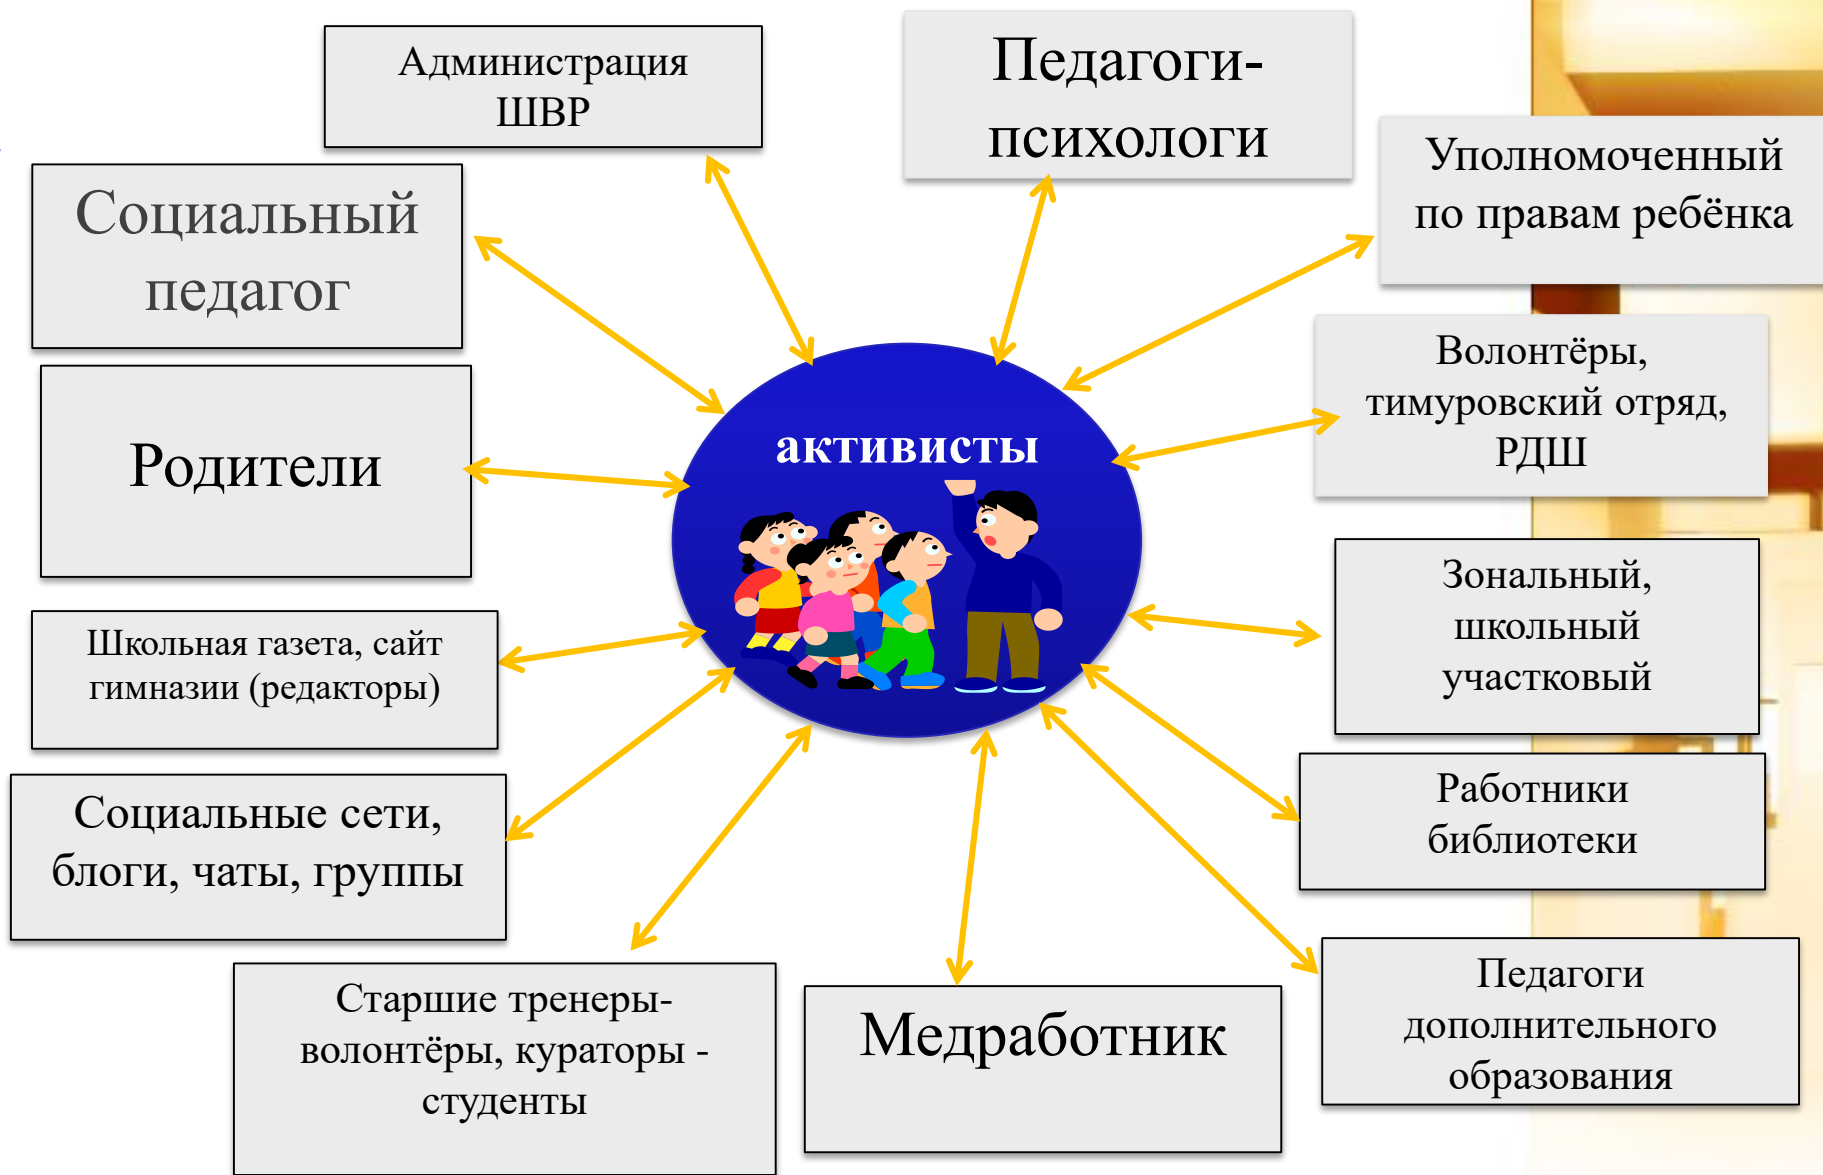 Администрация
ШВР
Педагоги-
психологи
Уполномоченный
по правам ребёнка
Социальный
педагог
Волонтёры,
тимуровский отряд,
РДШ
Родители
активисты
Зональный,
школьный
участковый
Школьная газета, сайт
гимназии (редакторы)
Работники
библиотеки
Социальные сети,
блоги, чаты, группы
Педагоги
дополнительного
образования
Старшие тренеры-
волонтёры, кураторы -
студенты
Медработник